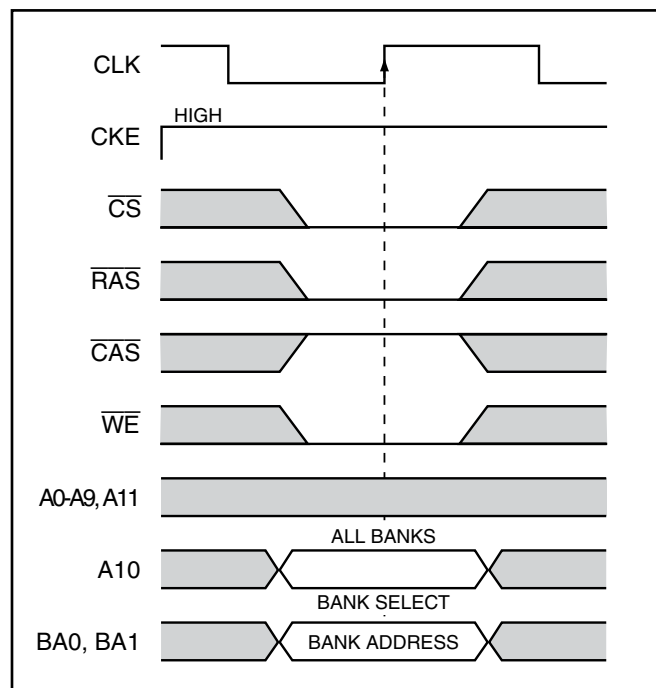 CLK
HIGH
CKE
CS
RAS
CAS
WE
A0-A9, A11
ALL BANKS
A10
BANK SELECT
BA0, BA1
BANK ADDRESS